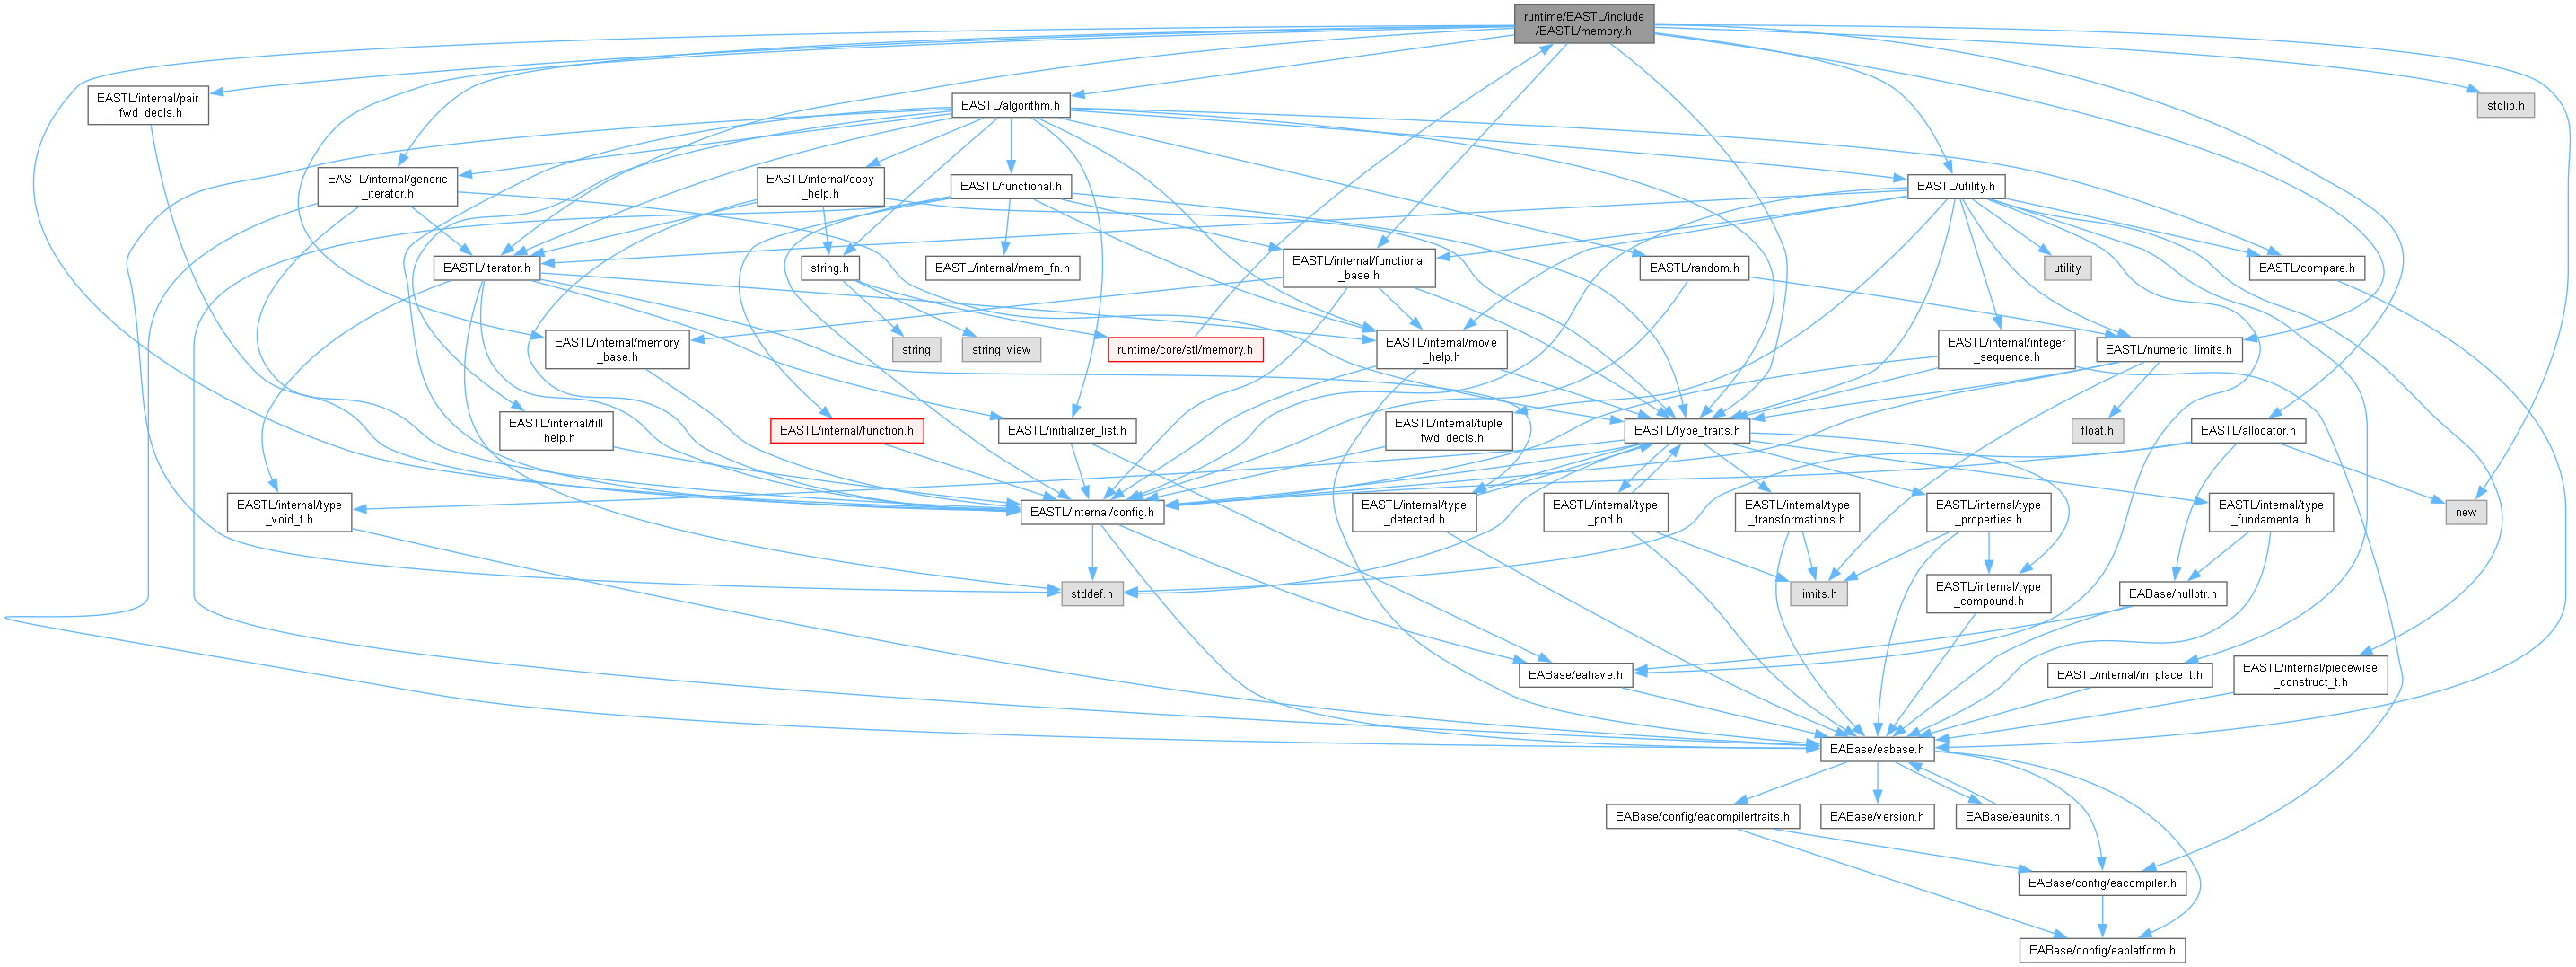 runtime/EASTL/include
/EASTL/memory.h
EASTL/internal/pair
_fwd_decls.h
EASTL/algorithm.h
stdlib.h
EASTL/internal/generic
_iterator.h
EASTL/internal/copy
_help.h
EASTL/functional.h
EASTL/utility.h
EASTL/iterator.h
string.h
EASTL/internal/mem_fn.h
EASTL/internal/functional
_base.h
EASTL/random.h
utility
EASTL/compare.h
EASTL/internal/memory
_base.h
string
string_view
runtime/core/stl/memory.h
EASTL/internal/move
_help.h
EASTL/internal/integer
_sequence.h
EASTL/numeric_limits.h
EASTL/internal/fill
_help.h
EASTL/internal/function.h
EASTL/initializer_list.h
EASTL/internal/tuple
_fwd_decls.h
EASTL/type_traits.h
float.h
EASTL/allocator.h
EASTL/internal/type
_void_t.h
EASTL/internal/config.h
EASTL/internal/type
_detected.h
EASTL/internal/type
_pod.h
EASTL/internal/type
_transformations.h
EASTL/internal/type
_properties.h
EASTL/internal/type
_fundamental.h
new
stddef.h
limits.h
EASTL/internal/type
_compound.h
EABase/nullptr.h
EABase/eahave.h
EASTL/internal/in_place_t.h
EASTL/internal/piecewise
_construct_t.h
EABase/eabase.h
EABase/config/eacompilertraits.h
EABase/version.h
EABase/eaunits.h
EABase/config/eacompiler.h
EABase/config/eaplatform.h